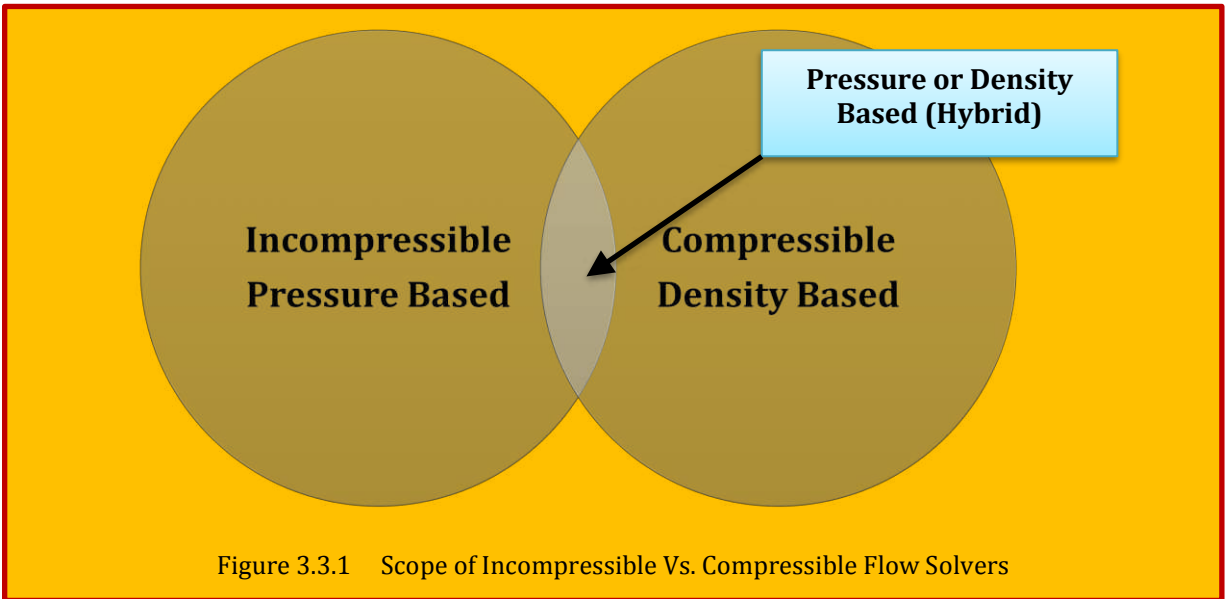 Pressure or Density
Based (Hybrid)
Incompressible
Pressure Based
Compressible
Density Based
Figure 3.3.1 Scope of Incompressible Vs. Compressible Flow Solvers